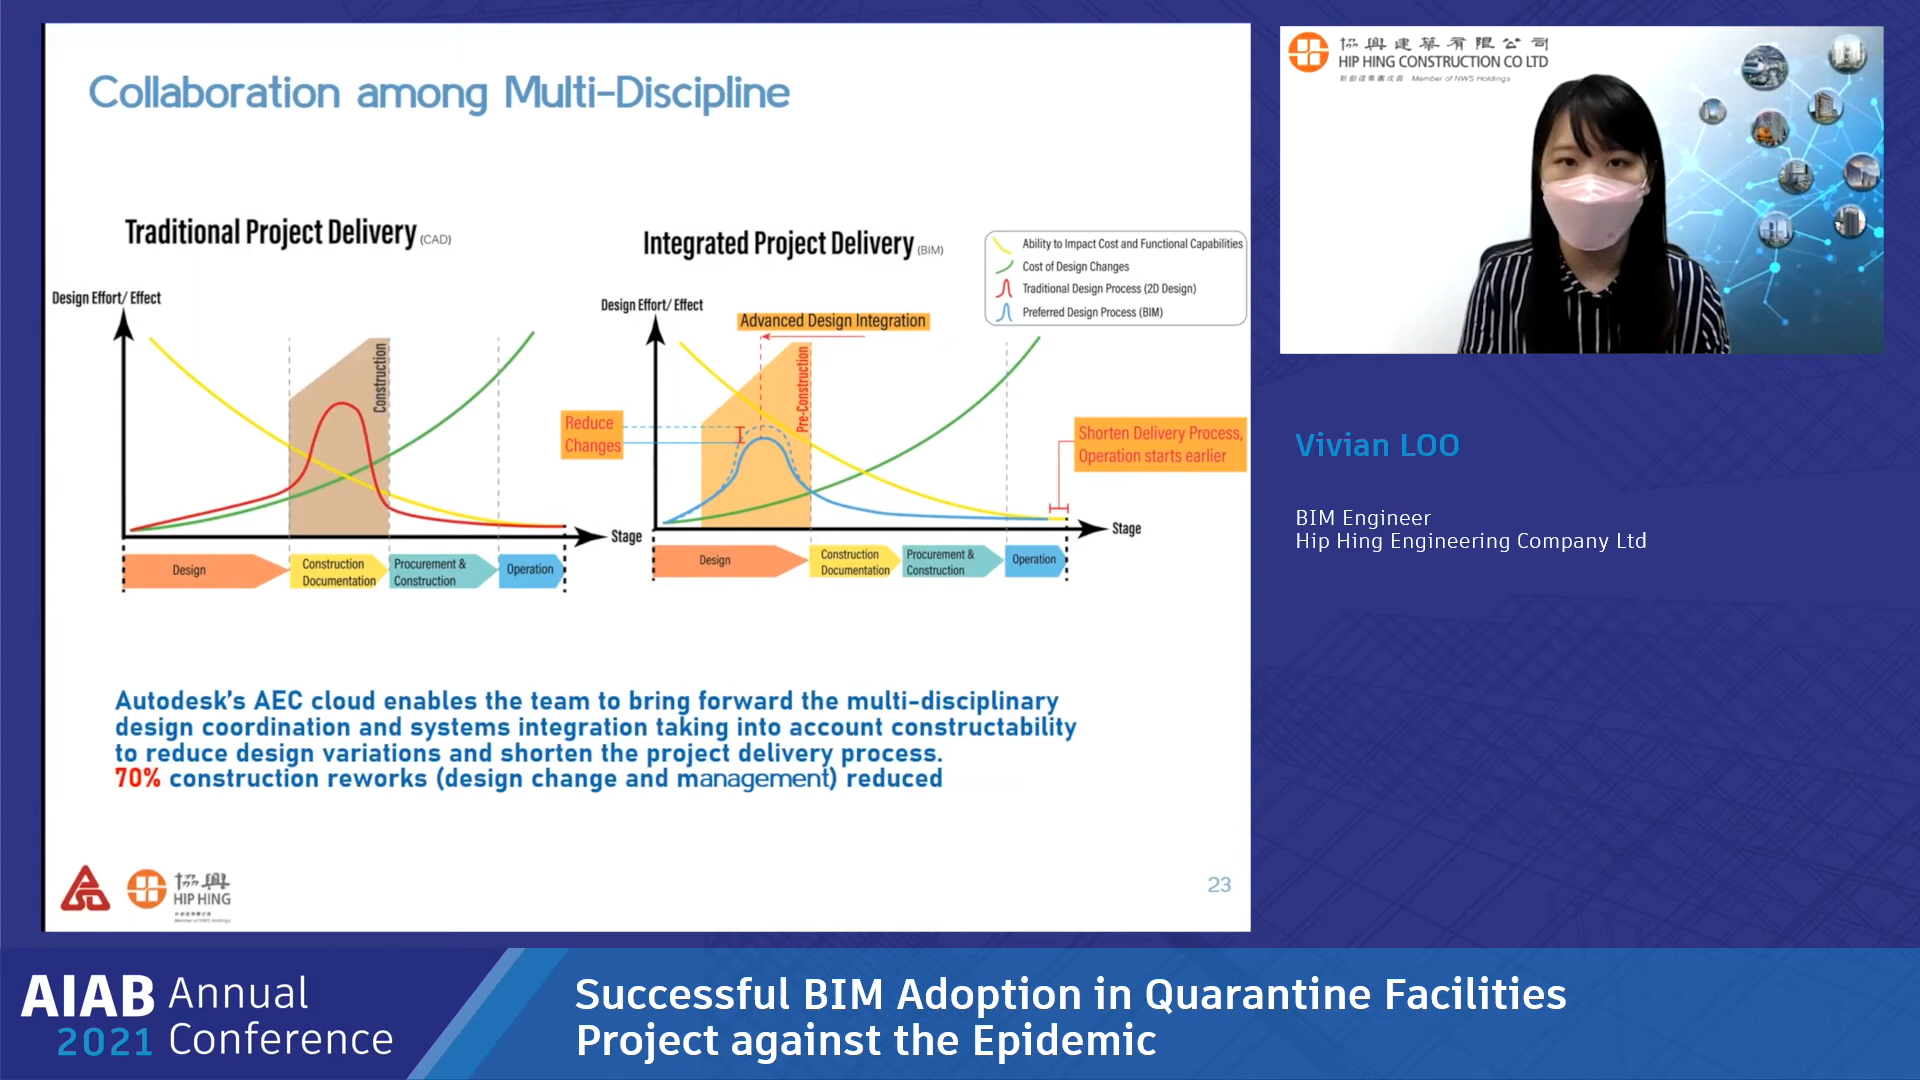 Collaboration among Multi-Discipline
Traditional Project Delivery (CAD)
Design Effort/ Effect
Construction
Stage
Design
Construction
Documentation
Procurement &
Construction
Operation
Integrated Project Delivery (BIM)
Design Effort/ Effect
Ability to Impact Cost and Functional Capabilities
Cost of Design Changes
Traditional Design Process (2D Design)
Preferred Design Process (BIM)
Advanced Design Integration
Pre-Construction
Reduce
Changes
Shorten Delivery Process,
Operation starts earlier
Stage
Design
Construction
Documentation
Procurement &
Construction
Operation
Autodesk's AEC cloud enables the team to bring forward the multi-disciplinary
design coordination and systems integration taking into account constructability
to reduce design variations and shorten the project delivery process.
70% construction reworks (design change and management) reduced
協興
HIP HING
Member of NWS Holdings
23
協興建築有限公司
HIP HING CONSTRUCTION CO LTD
新創建集團成員 Member of NWS Holdings
Vivian LOO
BIM Engineer
Hip Hing Engineering Company Ltd
AIAB Annual
2021 Conference
Successful BIM Adoption in Quarantine Facilities
Project against the Epidemic